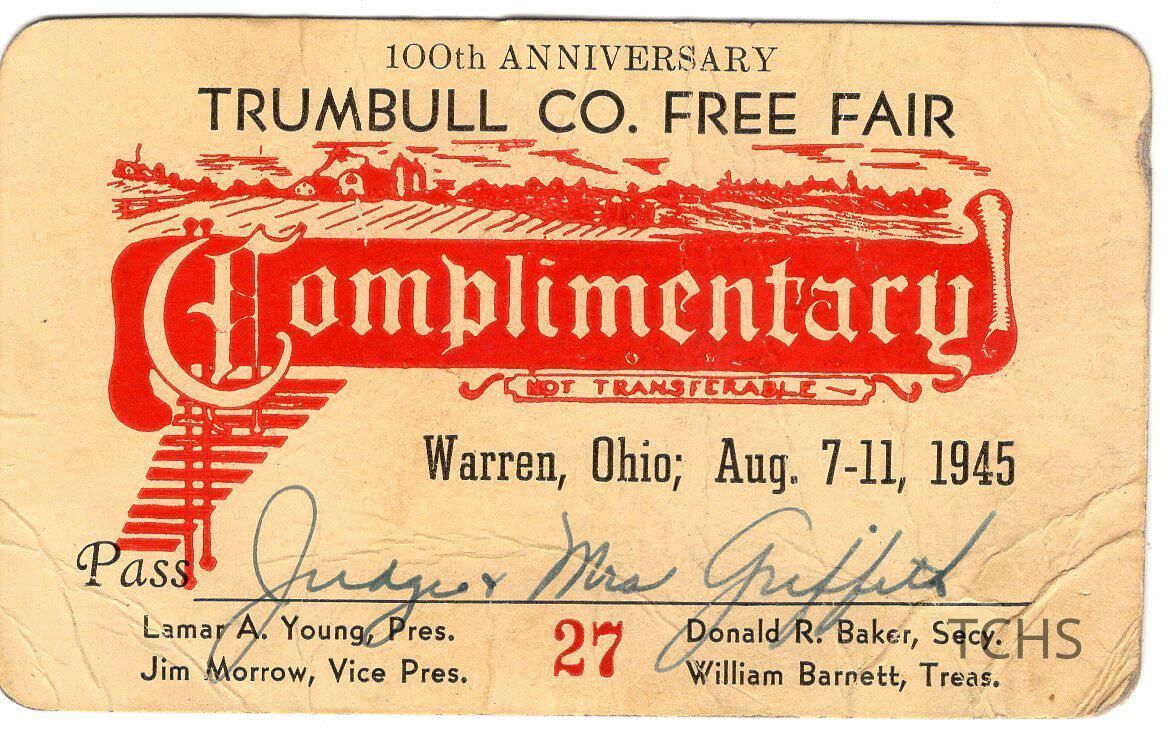 100th ANNIVERSARY
TRUMBULL CO. FREE FAIR
Complimentary
NOT TRANSFERABLE
Warren, Ohio; Aug. 7-11, 1945
Pass Judge & Mrs Griffith
Lamar A. Young, Pres.
Jim Morrow, Vice Pres.
27
Donald R. Baker, Secy.
William Barnett, Treas.
TCHS